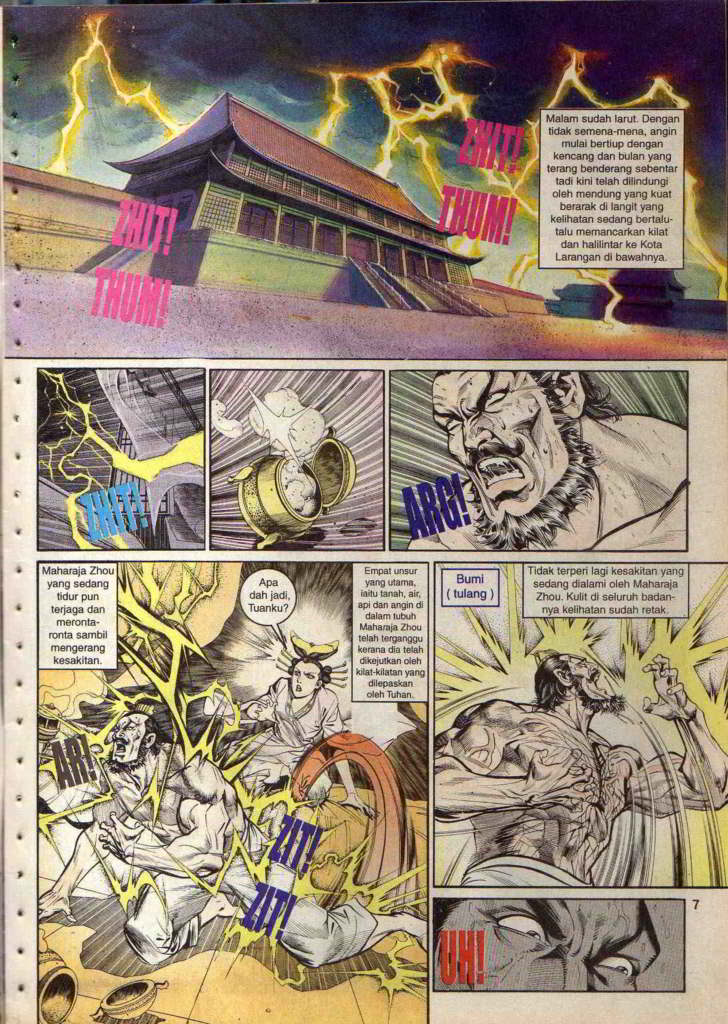 Malam sudah larut. Dengan
tidak semena-mena, angin
mulai bertiup dengan
kencang dan bulan yang
terang benderang sebentar
tadi kini telah dilindungi
oleh mendung yang kuat
berarak di langit yang
kelihatan sedang bertalu-
talu memancarkan kilat
dan halilintar ke Kota
Larangan di bawahnya.
ZHIT!
THUM!
ZHIT!
THUM!
ZHIT!
ARG!
Maharaja Zhou
yang sedang
tidur pun
terjaga dan
meronta-
ronta sambil
mengerang
kesakitan.
Apa
dah jadi,
Tuanku?
Empat unsur
yang utama,
iaitu tanah, air,
api dan angin di
dalam tubuh
Maharaja Zhou
telah terganggu
kerana dia telah
dikejutkan oleh
kilat-kilatan yang
dilepaskan
oleh Tuhan.
AR!
ZIT!
ZIT!
Bumi
( tulang )
Tidak terperi lagi kesakitan yang
sedang dialami oleh Maharaja
Zhou. Kulit di seluruh badan-
nya kelihatan sudah retak.
UH!
7